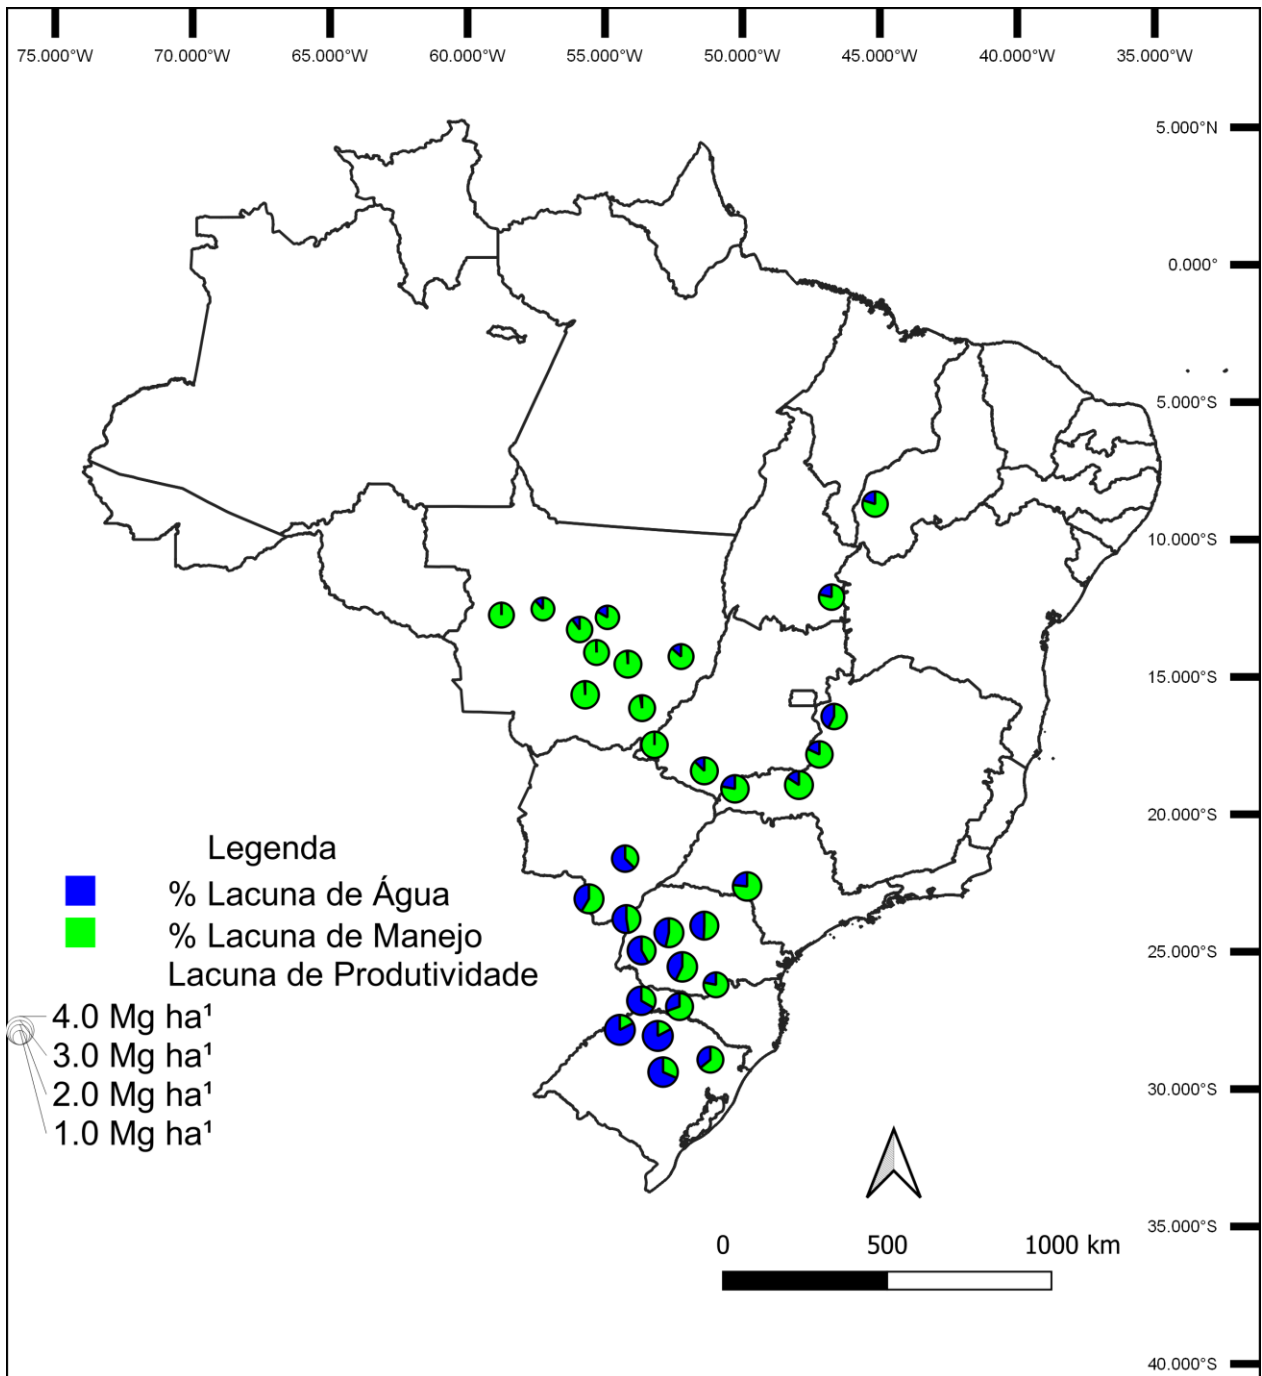 75.000°W 70.000°W 65.000°W 60.000°W 55.000°W 50.000°W 45.000°W 40.000°W 35.000°W
5.000°N
0.000°
5.000°S
10.000°S
15.000°S
20.000°S
25.000°S
30.000°S
35.000°S
40.000°S
Legenda
% Lacuna de Água
% Lacuna de Manejo
Lacuna de Produtividade
4.0 Mg ha¹
3.0 Mg ha¹
2.0 Mg ha¹
1.0 Mg ha¹
0 500 1000 km